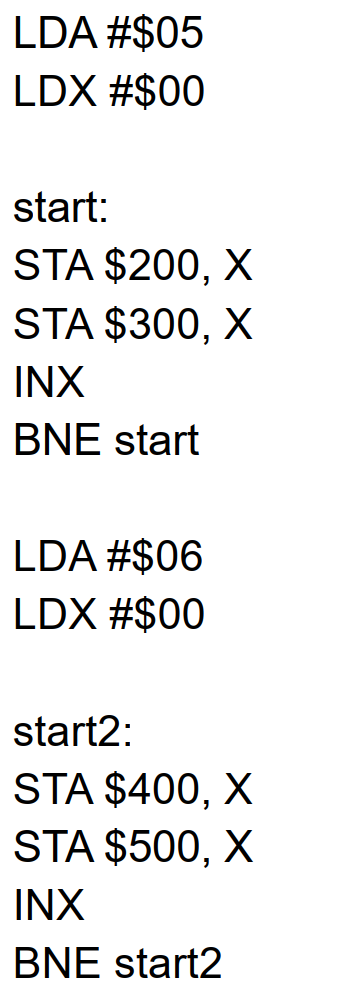 LDA #$05
LDX #$00
start:
STA $200, X
STA $300, X
INX
BNE start
LDA #$06
LDX #$00
start2:
STA $400, X
STA $500, X
INX
BNE start2